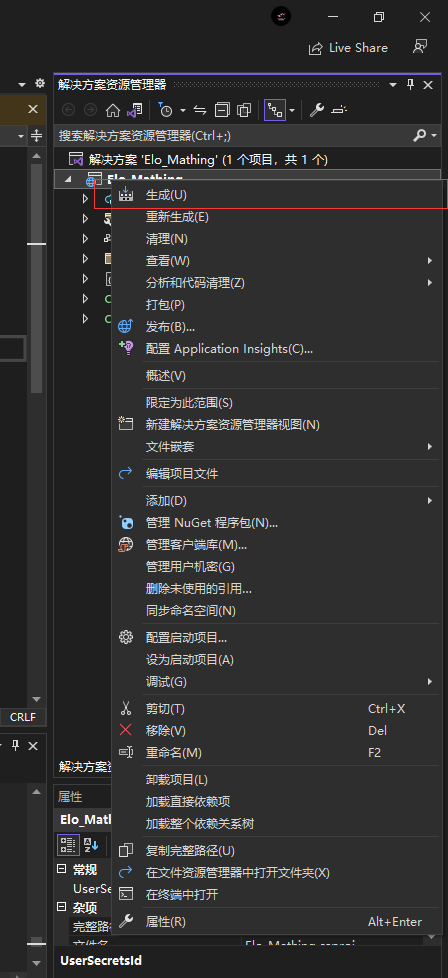 Live Share
解决方案资源管理器
搜索解决方案资源管理器(Ctrl+;)
解决方案 'Elo_Mathing' (1 个项目，共 1 个)
Elo_Mathing
生成(U)
重新生成(E)
清理(N)
查看(W)
分析和代码清理(Z)
打包(P)
发布(B)...
配置 Application Insights(C)...
概述(V)
限定为此范围(S)
新建解决方案资源管理器视图(N)
文件嵌套
编辑项目文件
添加(D)
管理 NuGet 程序包(N)...
管理客户端库(M)...
管理用户机密(G)
删除未使用的引用...
同步命名空间(N)
配置启动项目...
设为启动项目(A)
调试(G)
剪切(T) Ctrl+X
CRLF
移除(V) Del
重命名(M) F2
解决方案资
卸载项目(L)
属性
加载直接依赖项
Elo_Math
加载整个依赖关系树
复制完整路径(U)
常规
在文件资源管理器中打开文件夹(X)
UserSe
在终端中打开
杂项
完整路径
属性(R) Alt+Enter
文件名 Elo_Mathing.csproj
UserSecretsId